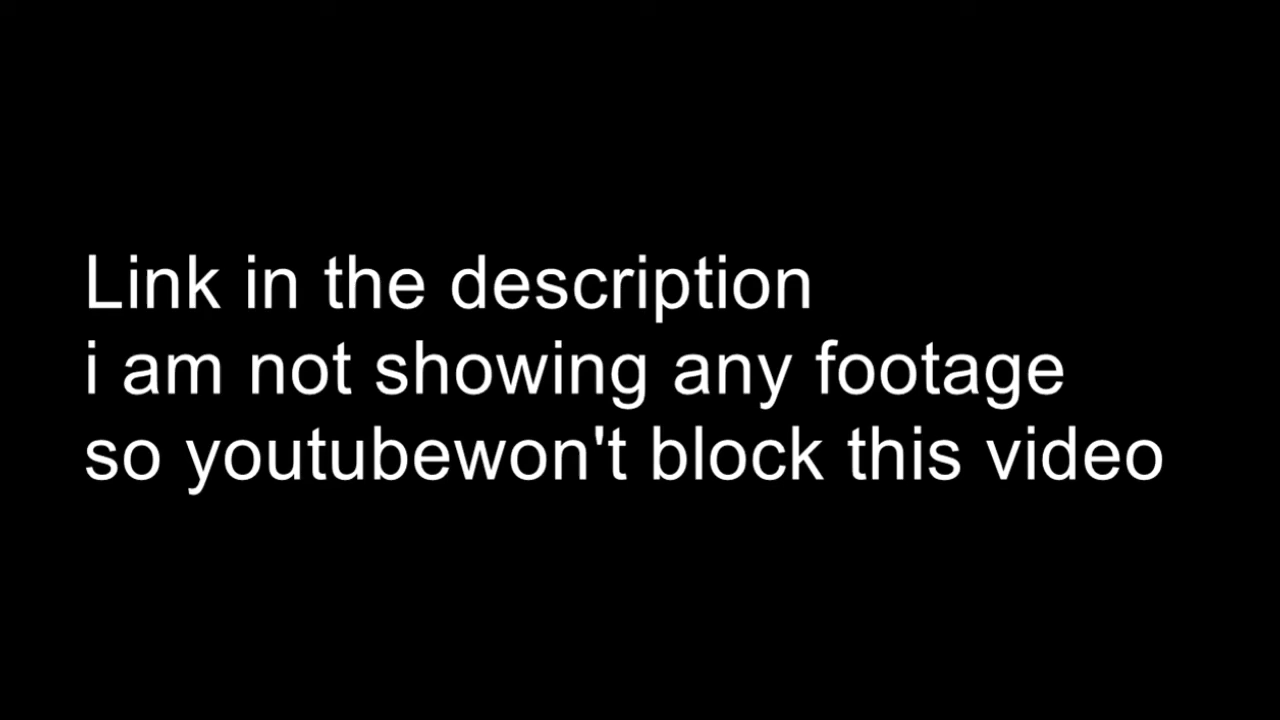 Link in the description
i am not showing any footage
so youtubewon't block this video